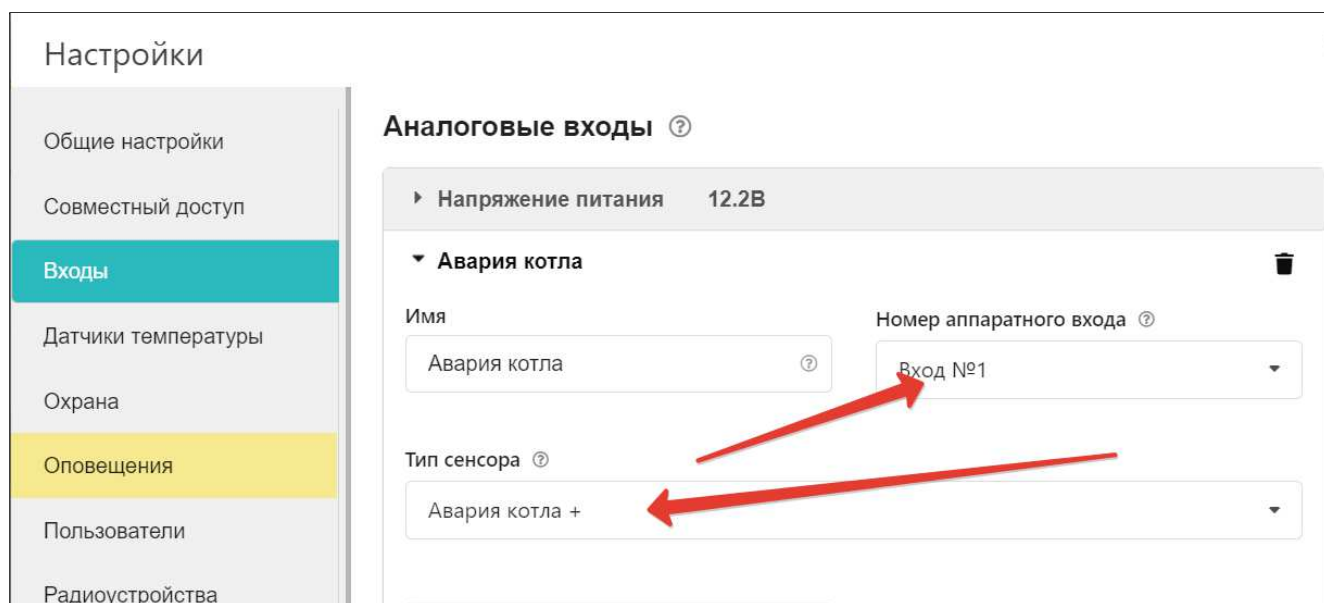 Настройки
Общие настройки
Совместный доступ
Входы
Датчики температуры
Охрана
Оповещения
Пользователи
Радиоустройства
Аналоговые входы ?
Напряжение питания 12.2В
Авария котла
Имя
Авария котла ?
Номер аппаратного входа ?
Вход №1
Тип сенсора ?
Авария котла +